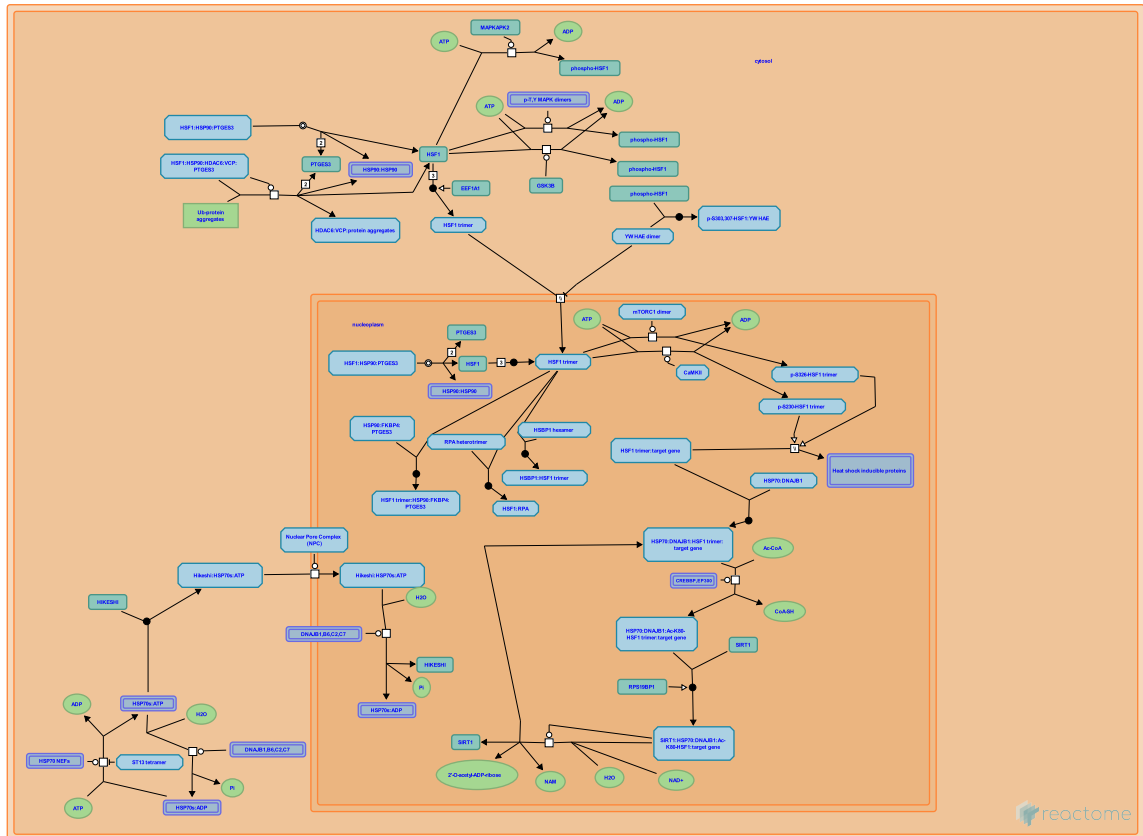 MAPKAPK2
ATP
ADP
phospho-HSF1
cytosol
p-T,Y MAPK dimers
ATP
ADP
HSF1:HSP90:PTGES3
phospho-HSF1
2
HSF1
HSF1:HSP90:HDAC6:VCP:
PTGES3
PTGES3
HSP90:HSP90
phospho-HSF1
3
2
EEF1A1
GSK3B
phospho-HSF1
Ub-protein
aggregates
HDAC6:VCP:protein aggregates
HSF1 trimer
YWHAE dimer
p-S303,307-HSF1:YWHAE
nucleoplasm
mTORC1 dimer
ATP
ADP
PTGES3
2
HSF1:HSP90:PTGES3
HSF1
3
HSF1 trimer
CaMKII
p-S326-HSF1 trimer
HSP90:HSP90
p-S230-HSF1 trimer
HSP90:FKBP4:
PTGES3
RPA heterotrimer
HSBP1 hexamer
HSF1 trimer:target gene
Heat shock inducible proteins
HSBP1:HSF1 trimer
HSP70:DNAJB1
HSF1 trimer:HSP90:FKBP4:
PTGES3
HSF1:RPA
Nuclear Pore Complex
(NPC)
HSP70:DNAJB1:HSF1 trimer:
target gene
Ac-CoA
Hikeshi:HSP70s:ATP
Hikeshi:HSP70s:ATP
CREBBP,EP300
H2O
HIKESHI
CoA-SH
DNAJB1,B6,C2,C7
HSP70:DNAJB1:Ac-K80-
HSF1 trimer:target gene
SIRT1
HIKESHI
Pi
RPS19BP1
HSP70s:ATP
HSP70s:ADP
ADP
H2O
SIRT1
SIRT1:HSP70:DNAJB1:Ac-
K80-HSF1:target gene
HSP70 NEFs
ST13 tetramer
DNAJB1,B6,C2,C7
2'-O-acetyl-ADP-ribose
NAM
H2O
NAD+
Pi
ATP
HSP70s:ADP
reactome